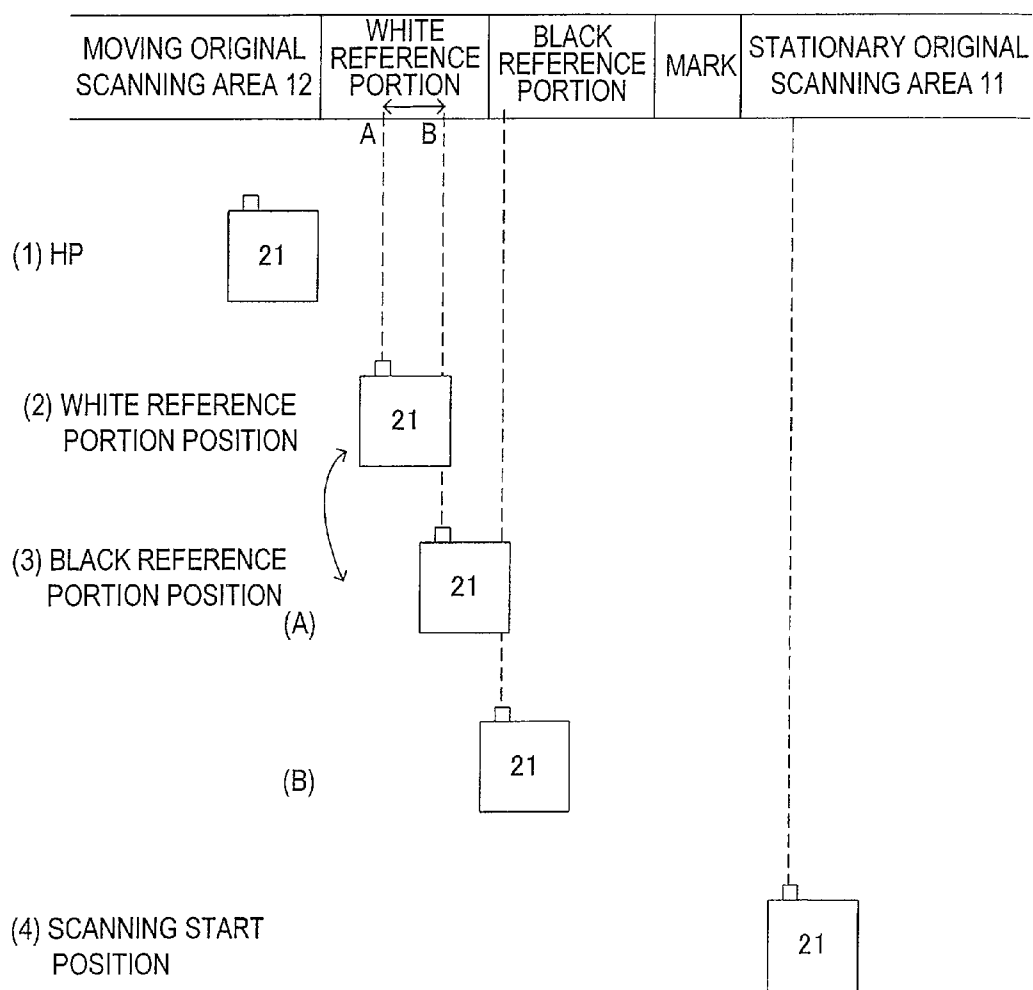 MOVING ORIGINAL
SCANNING AREA 12
WHITE
REFERENCE
PORTION
BLACK
REFERENCE
PORTION
MARK
STATIONARY ORIGINAL
SCANNING AREA 11
A
B
(1) HP
21
(2) WHITE REFERENCE
PORTION POSITION
21
(3) BLACK REFERENCE
PORTION POSITION
(A)
21
(B)
21
(4) SCANNING START
POSITION
21